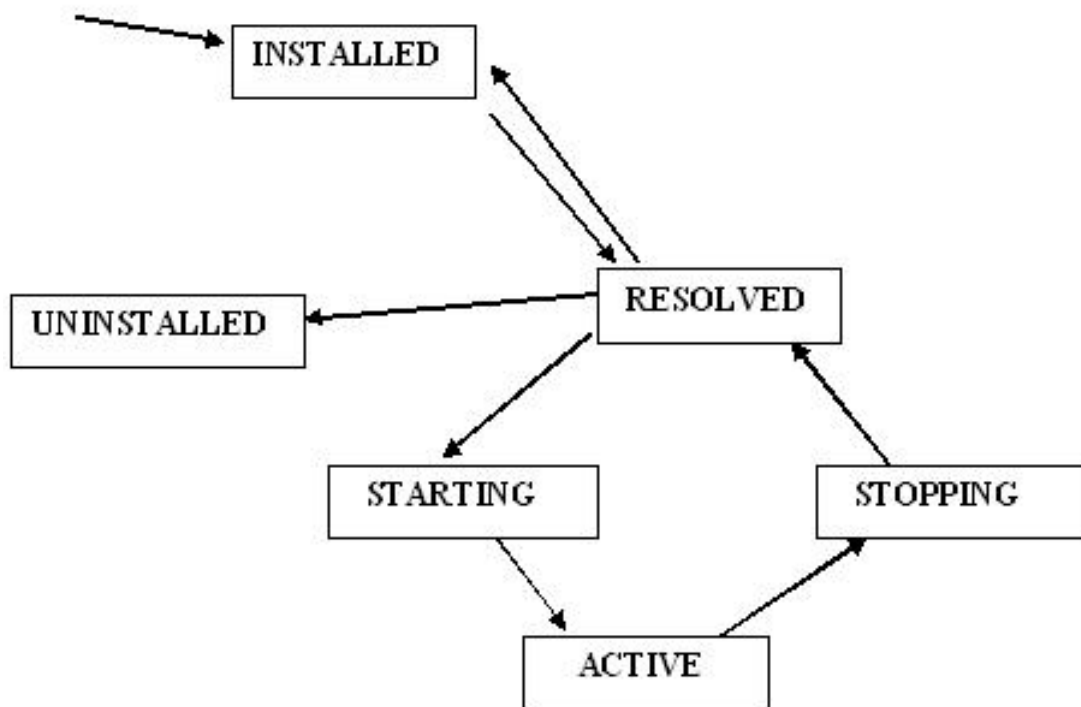 INSTALLED
RESOLVED
UNINSTALLED
STARTING
STOPPING
ACTIVE